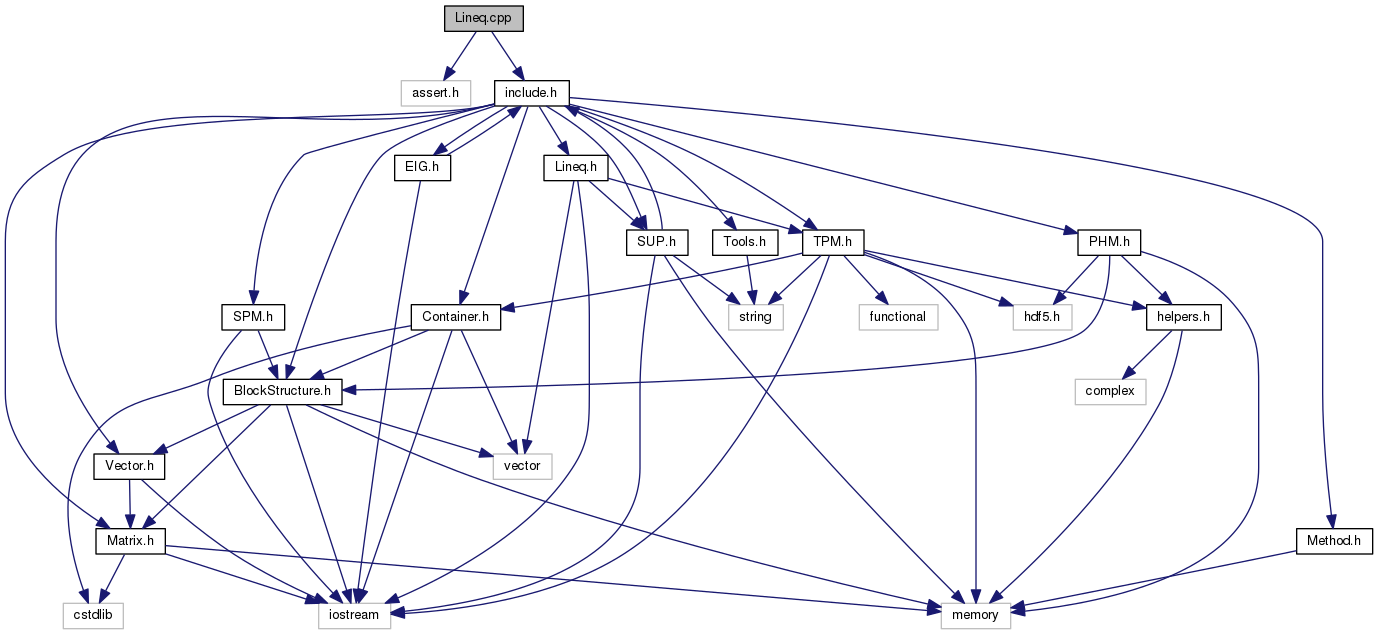 Lineq.cpp
assert.h
include.h
EIG.h
Lineq.h
SUP.h
Tools.h
TPM.h
PHM.h
SPM.h
Container.h
string
functional
hdf5.h
helpers.h
BlockStructure.h
complex
Vector.h
vector
Matrix.h
Method.h
cstdlib
iostream
memory